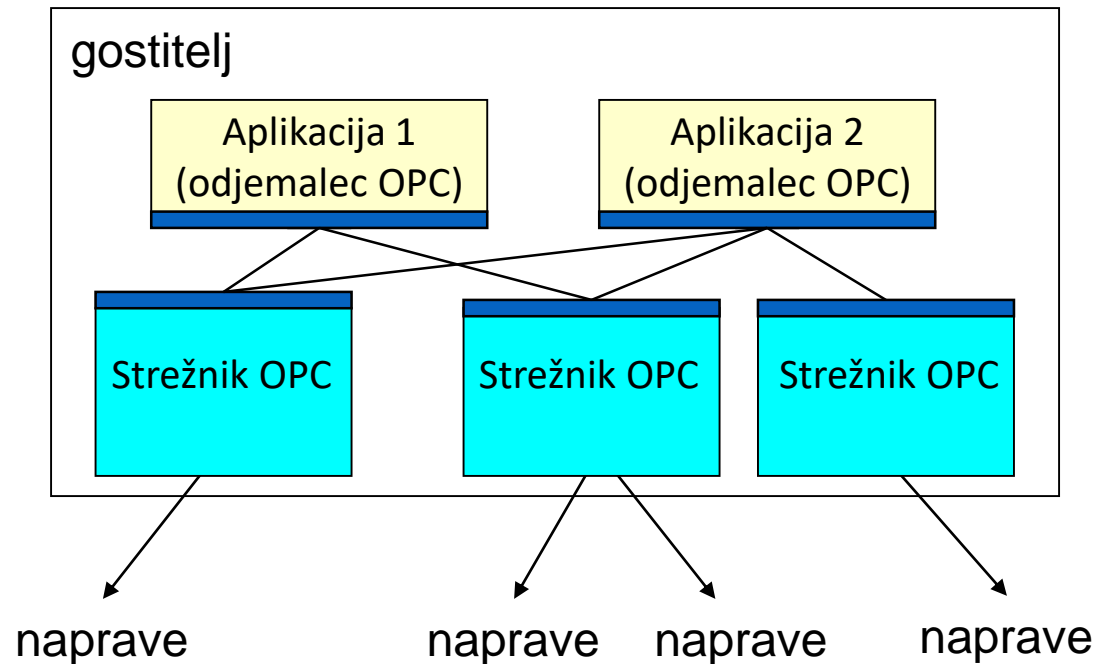 gostitelj
Aplikacija 1
(odjemalec OPC)
Aplikacija 2
(odjemalec OPC)
Strežnik OPC
Strežnik OPC
Strežnik OPC
naprave
naprave
naprave
naprave